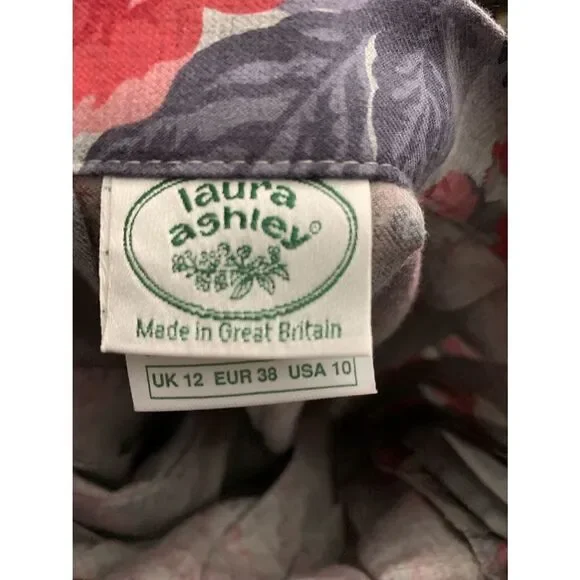 laura
ashley®
Made in Great Britain
UK 12 EUR 38 USA 10